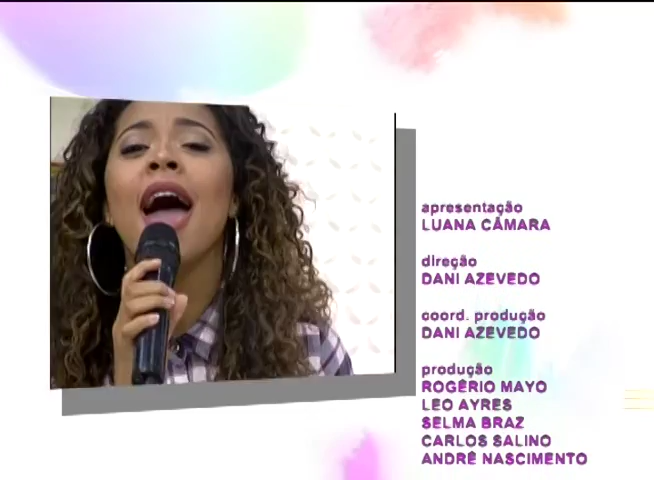 apresentação
LUANA CÂMARA
direção
DANI AZEVEDO
coord. produção
DANI AZEVEDO
produção
ROGÉRIO MAYO
LEO AYRES
SELMA BRAZ
CARLOS SALINO
ANDRÉ NASCIMENTO